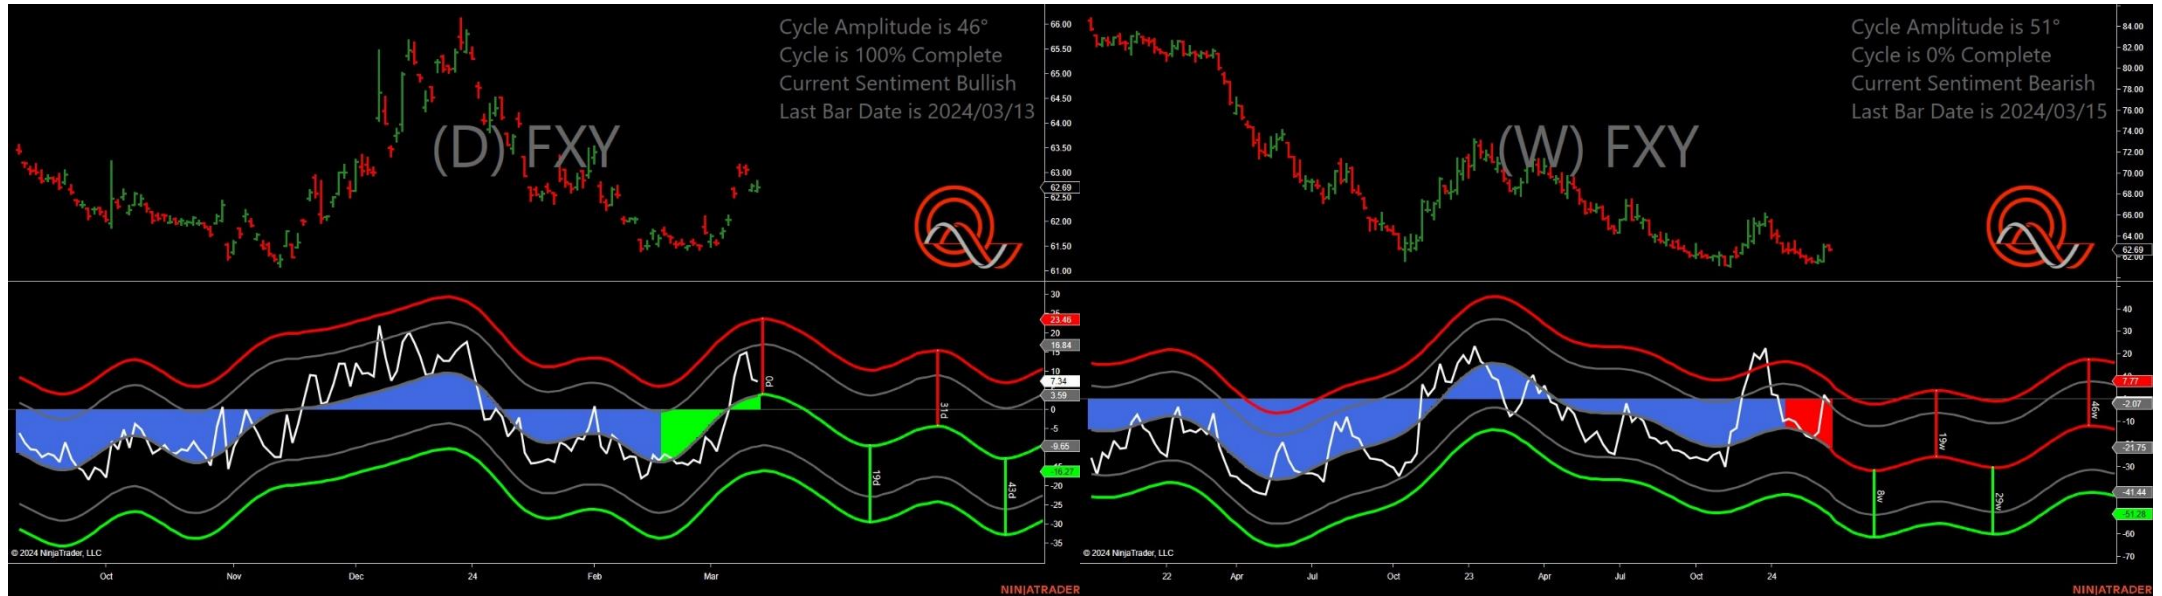 Cycle Amplitude is 46°
Cycle is 100% Complete
Current Sentiment Bullish
Last Bar Date is 2024/03/13
(D) FXY
66.00
65.50
65.00
64.50
64.00
63.50
63.00
62.69
62.50
62.00
61.50
61.00
30
23.46
20
16.84
15
10
7.34
3.59
0
-5
-9.65
-16.27
-20
-25
-30
-35
0d
19d
31d
43d
© 2024 NinjaTrader, LLC
Oct
Nov
Dec
24
Feb
Mar
NINJATRADER
Cycle Amplitude is 51°
Cycle is 0% Complete
Current Sentiment Bearish
Last Bar Date is 2024/03/15
(W) FXY
84.00
82.00
80.00
78.00
76.00
74.00
72.00
70.00
68.00
66.00
64.00
62.69
62.00
40
30
20
7.77
-2.07
-10
-21.75
-30
-41.44
-51.28
-60
-70
8w
19w
29w
46w
© 2024 NinjaTrader, LLC
22
Apr
Jul
Oct
23
Apr
Jul
Oct
24
NINJATRADER